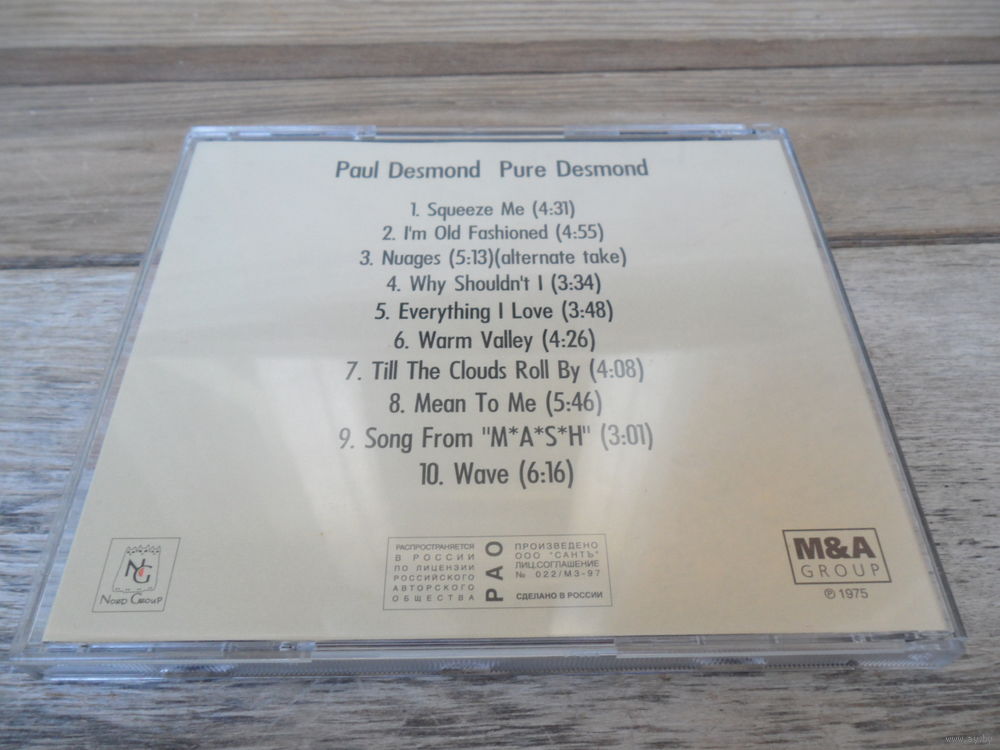 Paul Desmond Pure Desmond
1. Squeeze Me (4:31)
2. I'm Old Fashioned (4:55)
3. Nuages (5:13)(alternate take)
4. Why Shouldn't I (3:34)
5. Everything I Love (3:48)
6. Warm Valley (4:26)
7. Till The Clouds Roll By (4:08)
8. Mean To Me (5:46)
9. Song From "M*A*S*H" (3:01)
10. Wave (6:16)
NG
Nord Group
РАСПРОСТРАНЯЕТСЯ
В РОССИИ
ПО ЛИЦЕНЗИИ
РОССИЙСКОГО
АВТОРСКОГО
ОБЩЕСТВА
РАО
ПРОИЗВЕДЕНО
ООО "САНТЪ"
ЛИЦ.СОГЛАШЕНИЕ
№ 022/МЗ-97
СДЕЛАНО В РОССИИ
M&A
GROUP
℗ 1975
www.ay.by